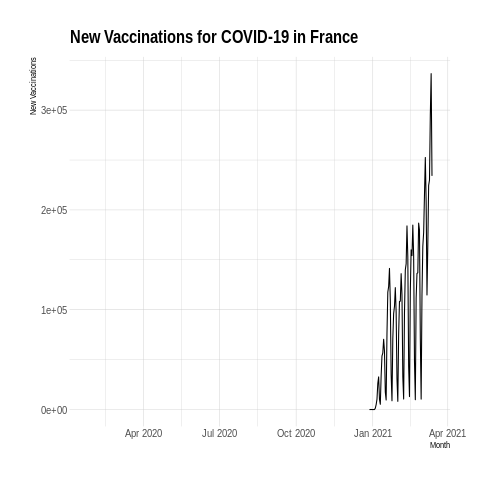 New Vaccinations for COVID-19 in France
New Vaccinations
3e+05
2e+05
1e+05
0e+00
Apr 2020 Jul 2020 Oct 2020 Jan 2021 Apr 2021
Month